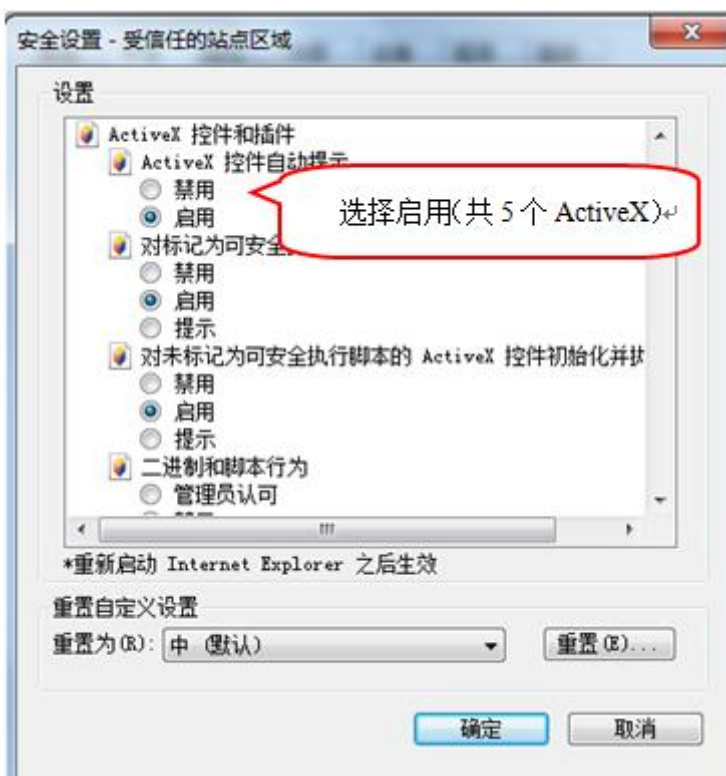 安全设置 - 受信任的站点区域
设置
ActiveX 控件和插件
ActiveX 控件自动提示
禁用
启用
选择启用(共 5 个 ActiveX)↵
对标记为可安全
禁用
启用
提示
对未标记为可安全执行脚本的 ActiveX 控件初始化并执
禁用
启用
提示
二进制和脚本行为
管理员认可
*重新启动 Internet Explorer 之后生效
重置自定义设置
重置为(R): 中 (默认)
重置(E)...
确定
取消